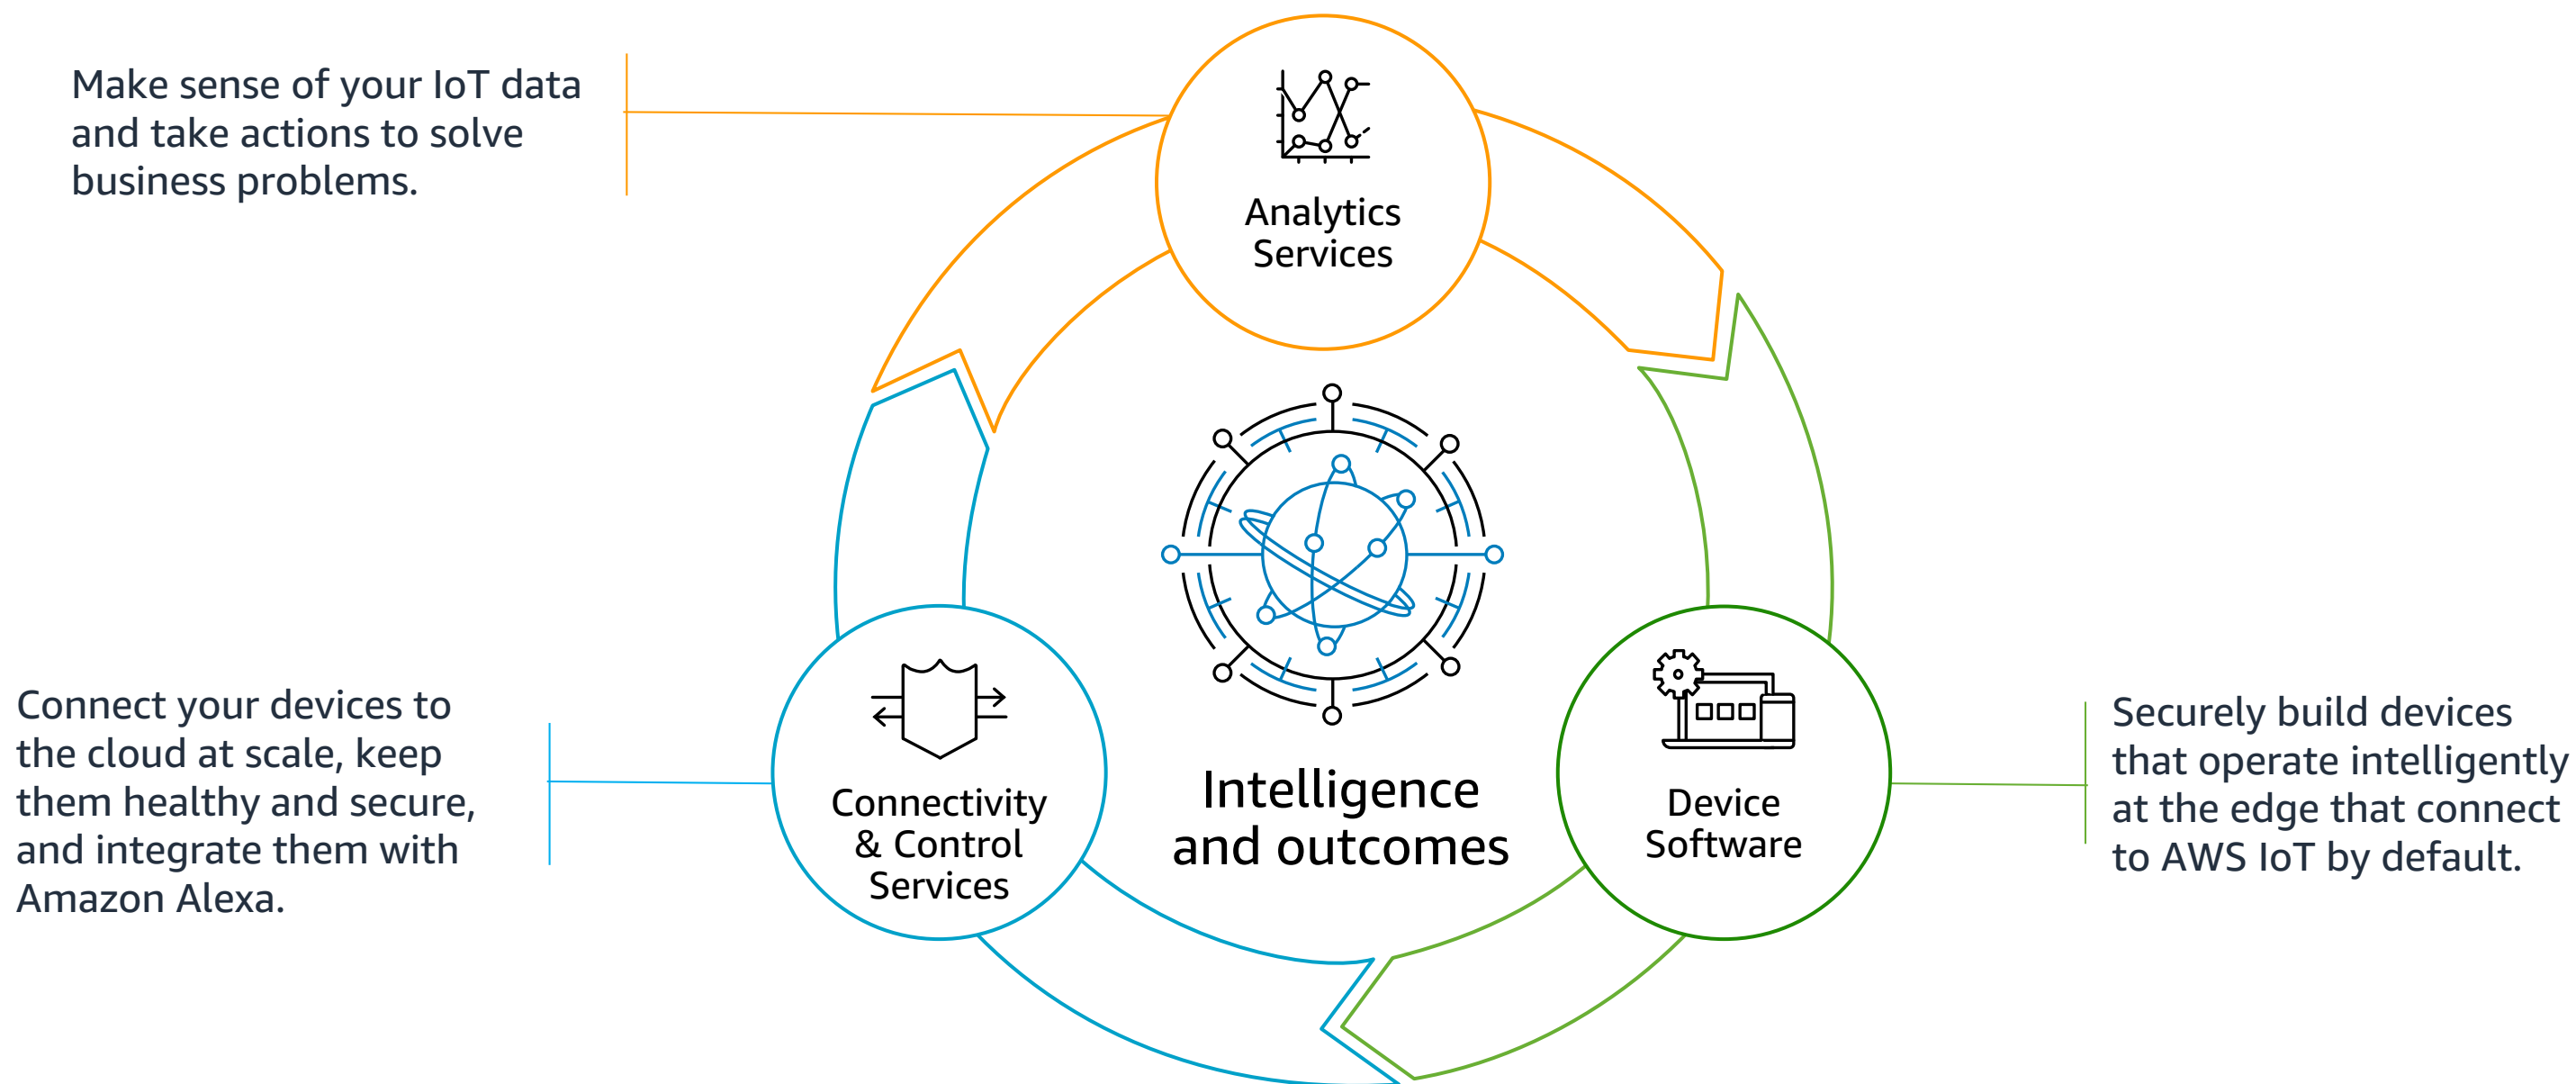 Make sense of your IoT data
and take actions to solve
business problems.
Analytics
Services
Connect your devices to
the cloud at scale, keep
them healthy and secure,
and integrate them with
Amazon Alexa.
Connectivity
& Control
Services
Intelligence
and outcomes
Device
Software
Securely build devices
that operate intelligently
at the edge that connect
to AWS IoT by default.